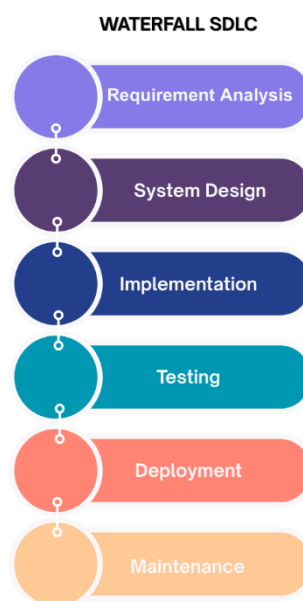 WATERFALL SDLC
Requirement Analysis
System Design
Implementation
Testing
Deployment
Maintenance